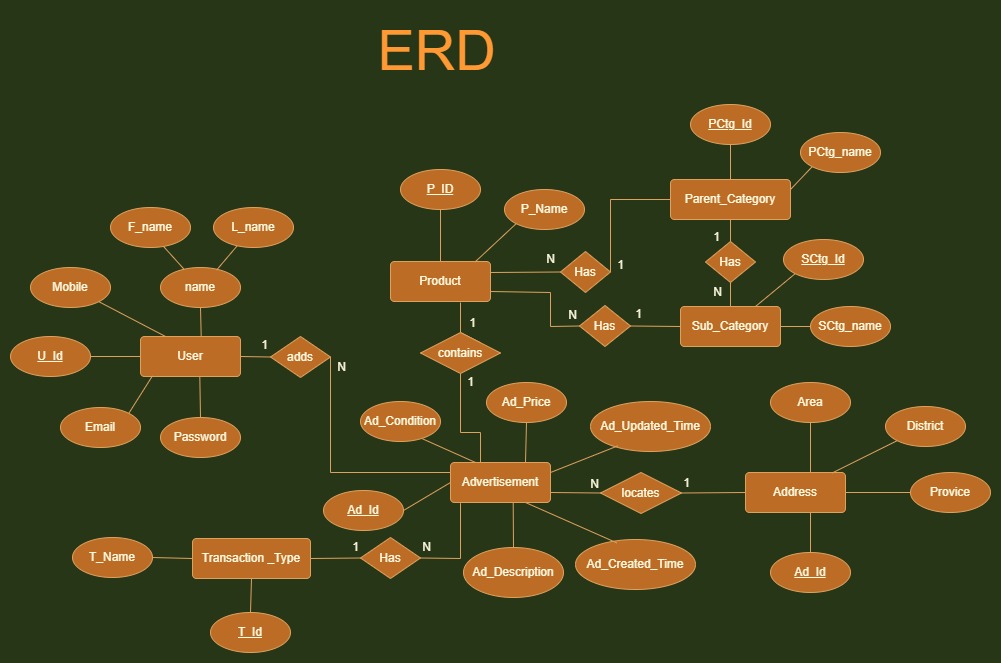 ERD
PCtg_Id
PCtg_name
P_ID
Parent_Category
P_Name
F_name
L_name
1
N
Has
1
Has
SCtg_Id
Mobile
name
Product
N
N
Has
1
Sub_Category
SCtg_name
1
U_Id
User
1
adds
N
contains
1
Ad_Price
Area
Ad_Condition
Ad_Updated_Time
District
Email
Password
Advertisement
N
locates
1
Address
Provice
Ad_Id
T_Name
Transaction _Type
1
Has
N
Ad_Description
Ad_Created_Time
Ad_Id
T_Id